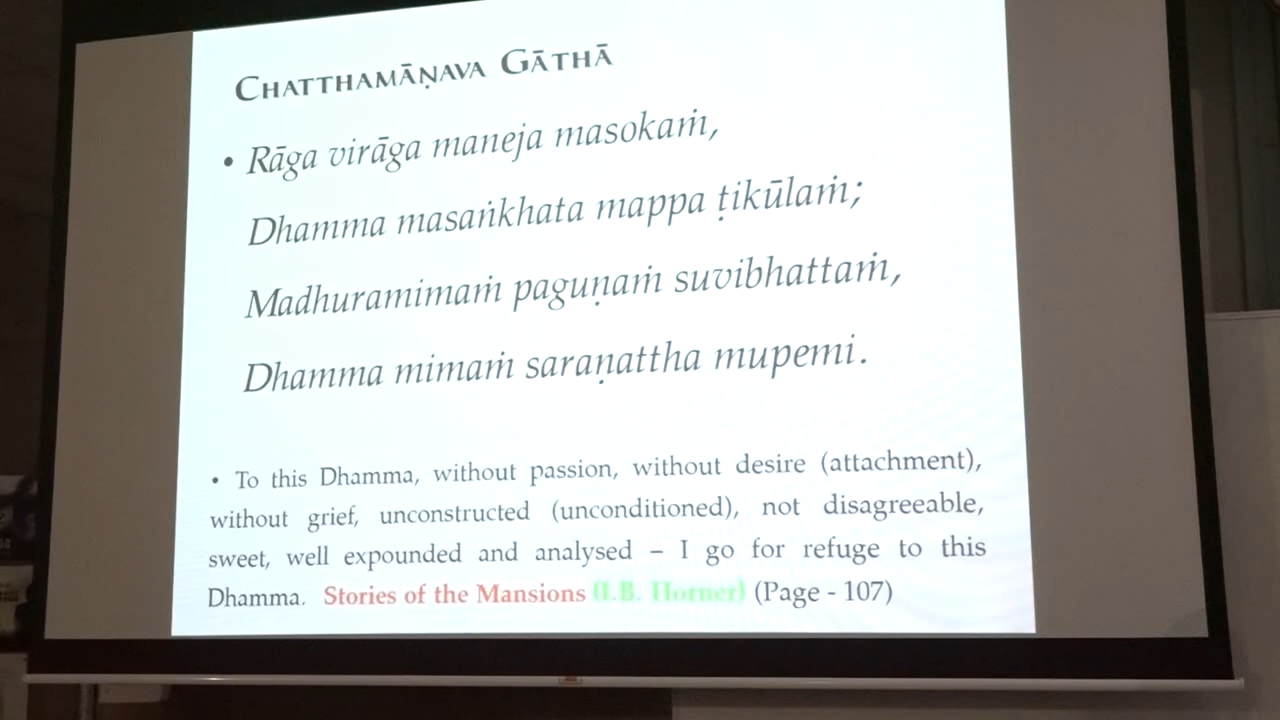 Chatthamāṇava Gāthā
• Rāga virāga maneja masokaṁ,
Dhamma masaṅkhata mappa ṭikūlaṁ;
Madhuramimaṁ paguṇaṁ suvibhattaṁ,
Dhamma mimaṁ saraṇattha mupemi.
• To this Dhamma, without passion, without desire (attachment),
without grief, unconstructed (unconditioned), not disagreeable,
sweet, well expounded and analysed – I go for refuge to this
Dhamma. Stories of the Mansions (I.B. Horner) (Page - 107)